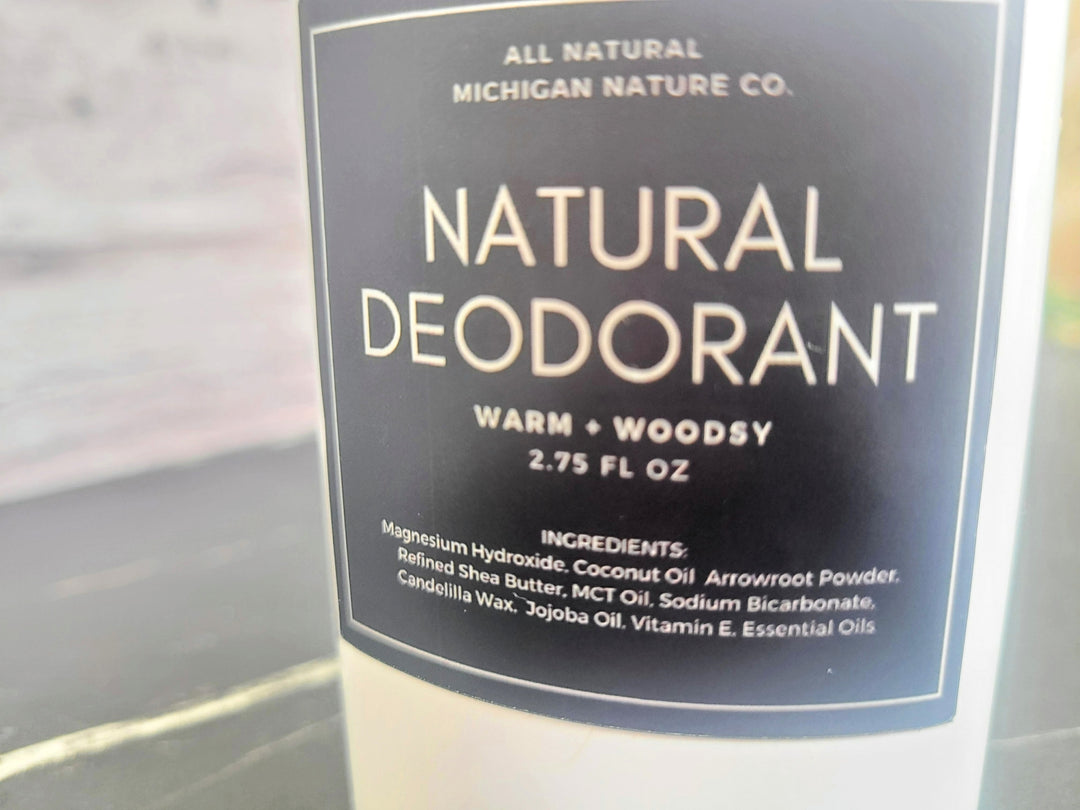 ALL NATURAL
MICHIGAN NATURE CO.
NATURAL
DEODORANT
WARM + WOODSY
2.75 FL OZ
INGREDIENTS:
Magnesium Hydroxide, Coconut Oil Arrowroot Powder,
Refined Shea Butter, MCT Oil, Sodium Bicarbonate,
Candelilla Wax, Jojoba Oil, Vitamin E, Essential Oils